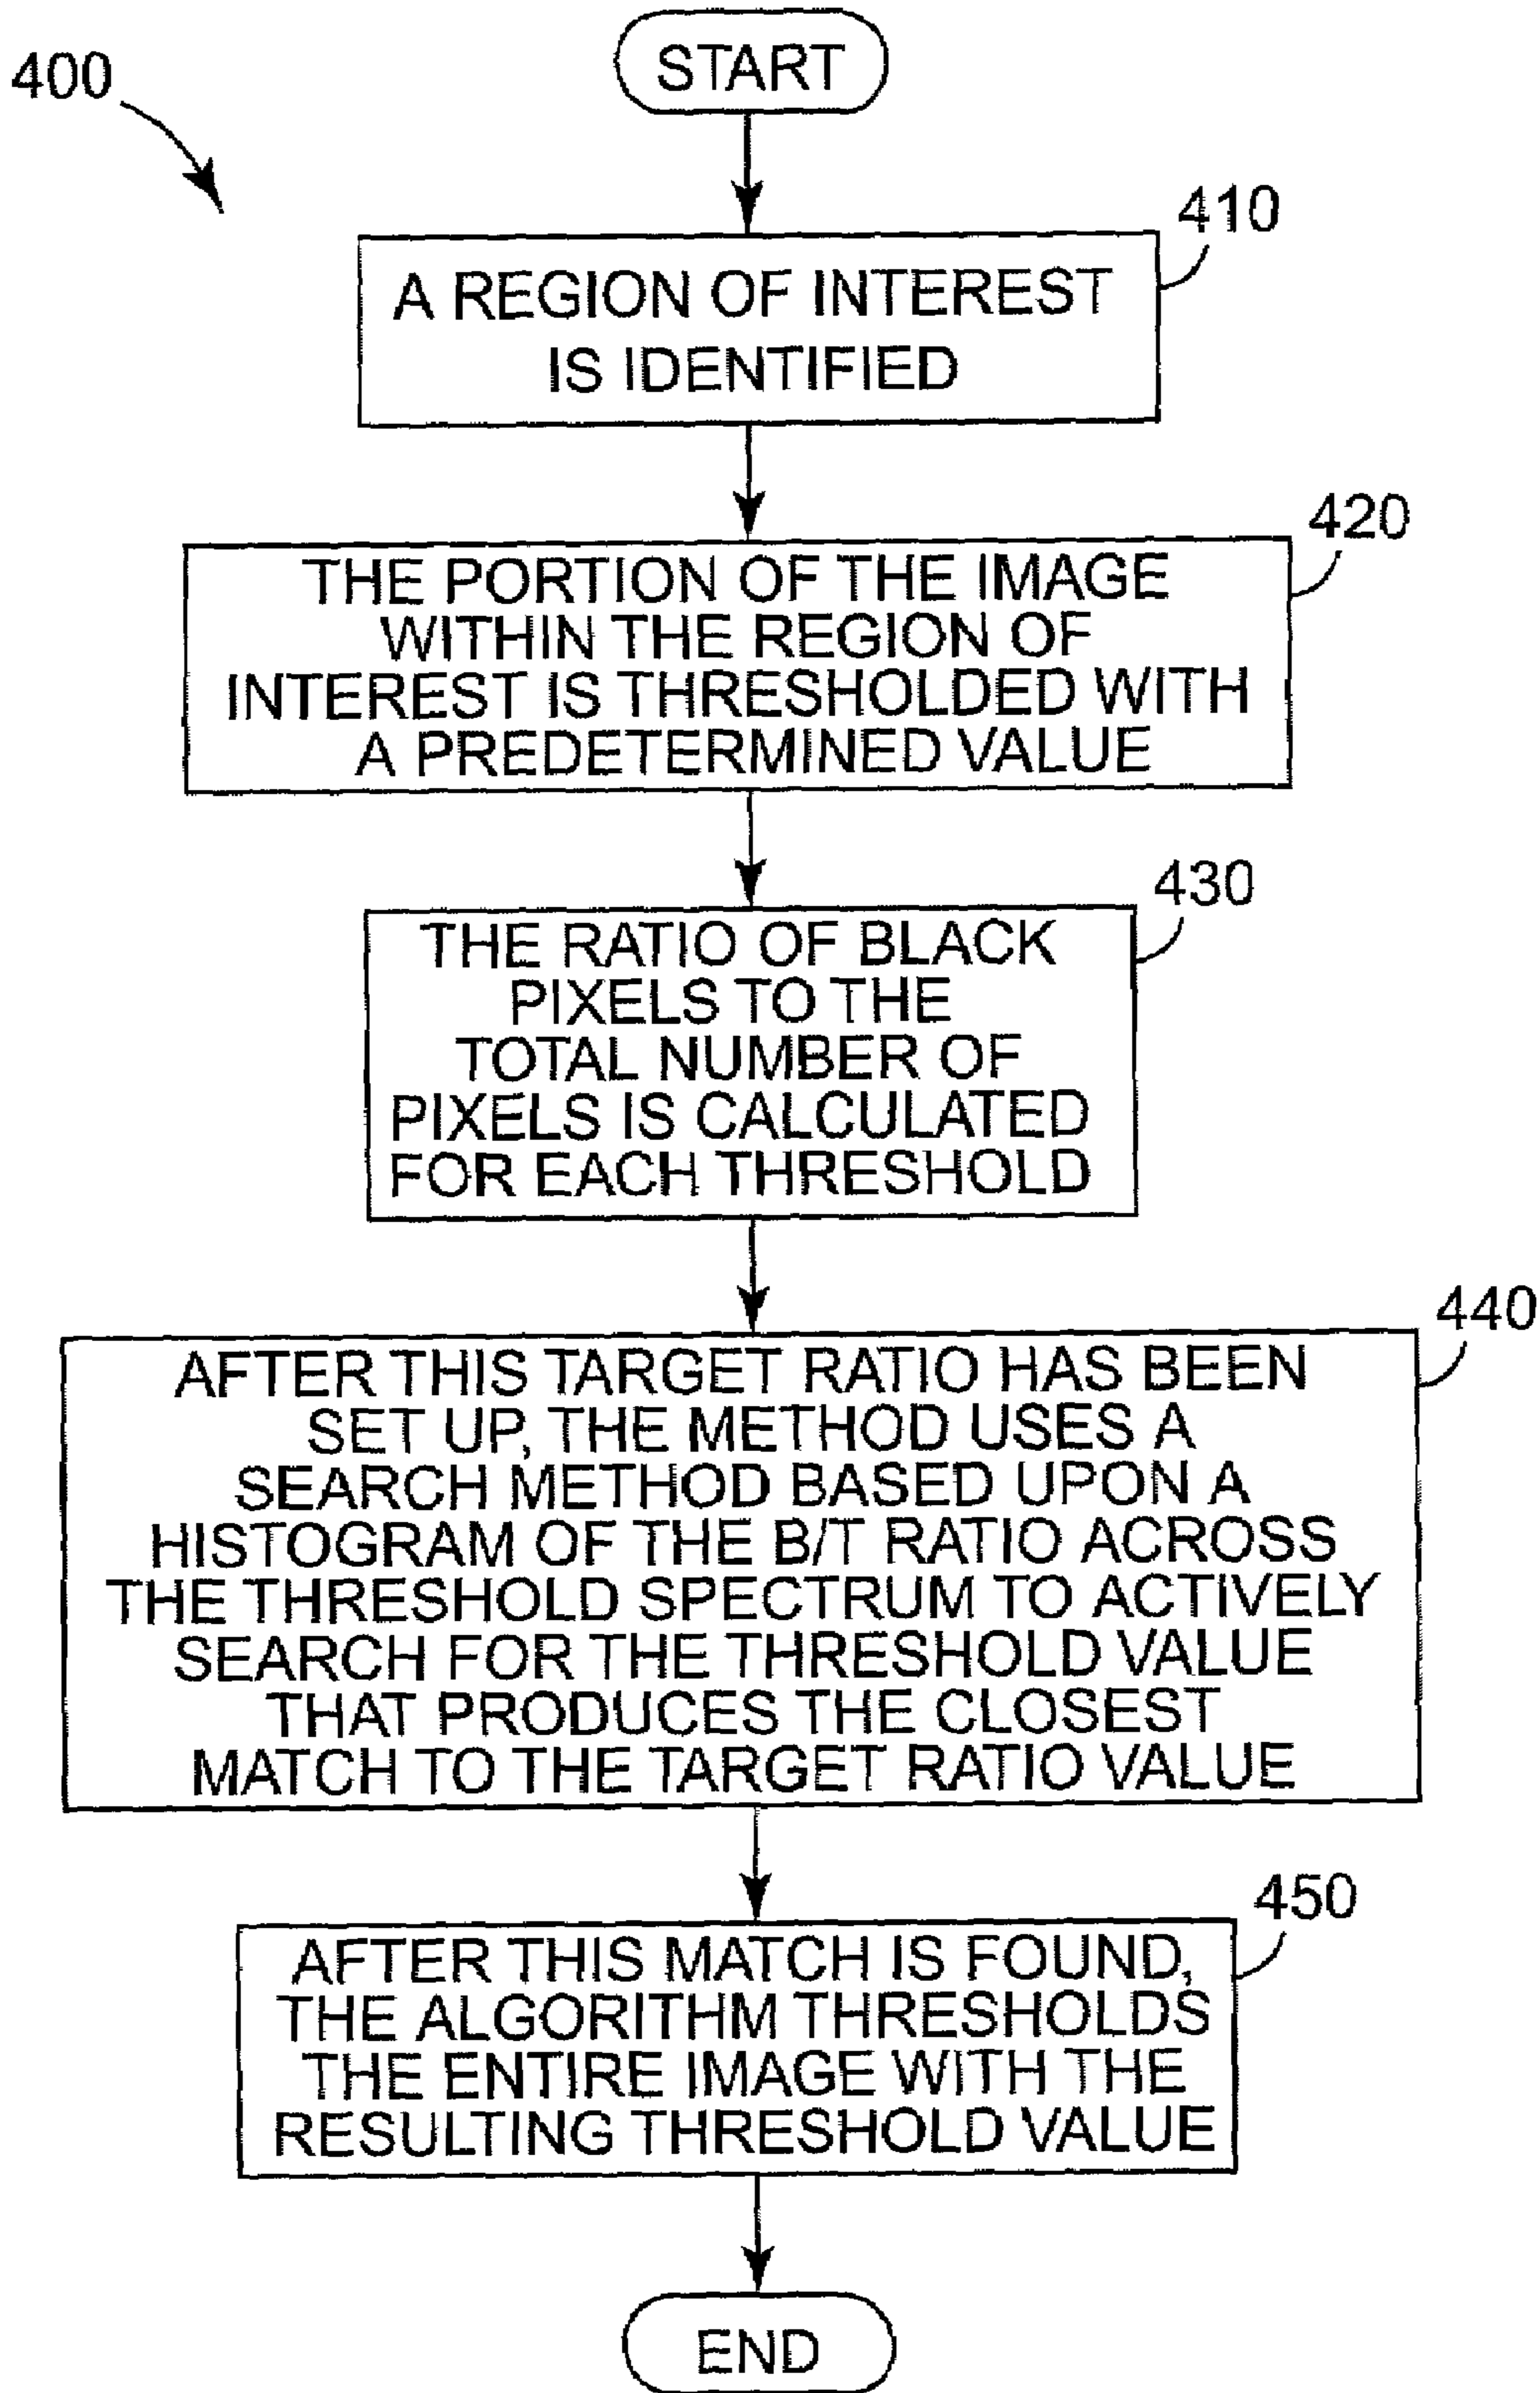 400
START
410
A REGION OF INTEREST
IS IDENTIFIED
420
THE PORTION OF THE IMAGE
WITHIN THE REGION OF
INTEREST IS THRESHOLDED WITH
A PREDETERMINED VALUE
430
THE RATIO OF BLACK
PIXELS TO THE
TOTAL NUMBER OF
PIXELS IS CALCULATED
FOR EACH THRESHOLD
440
AFTER THIS TARGET RATIO HAS BEEN
SET UP, THE METHOD USES A
SEARCH METHOD BASED UPON A
HISTOGRAM OF THE B/T RATIO ACROSS
THE THRESHOLD SPECTRUM TO ACTIVELY
SEARCH FOR THE THRESHOLD VALUE
THAT PRODUCES THE CLOSEST
MATCH TO THE TARGET RATIO VALUE
450
AFTER THIS MATCH IS FOUND,
THE ALGORITHM THRESHOLDS
THE ENTIRE IMAGE WITH THE
RESULTING THRESHOLD VALUE
END